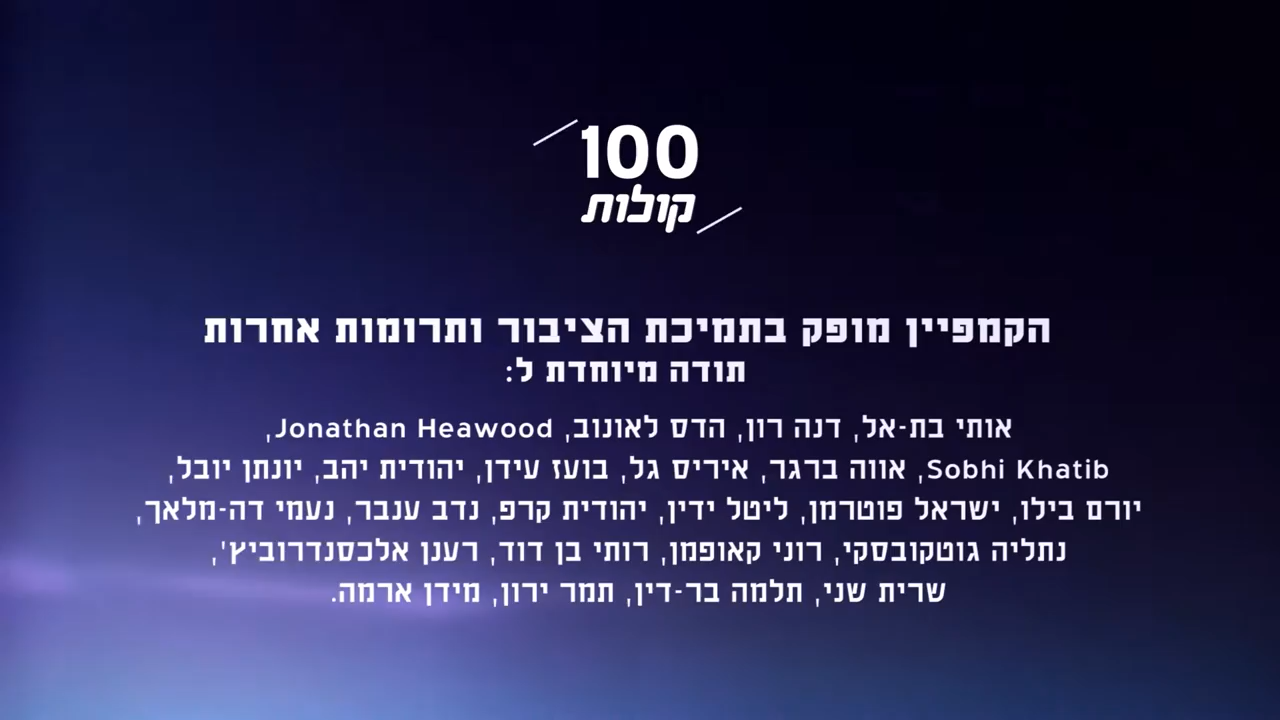 100
קולות
הקמפיין מופק בתמיכת הציבור ותרומות אחרות
תודה מיוחדת ל:
אותי בת-אל, דנה רון, הדס לאונוב, Jonathan Heawood,
Sobhi Khatib, אווה ברגר, איריס גל, בועז עידן, יהודית יהב, יונתן יובל,
יורם בילו, ישראל פוטרמן, ליטל ידין, יהודית קרפ, נדב ענבר, נעמי דה-מלאך,
נתליה גוטקובסקי, רוני קאופמן, רותי בן דוד, רענן אלכסנדרוביץ',
שרית שני, תלמה בר-דין, תמר ירון, מידן ארמה.